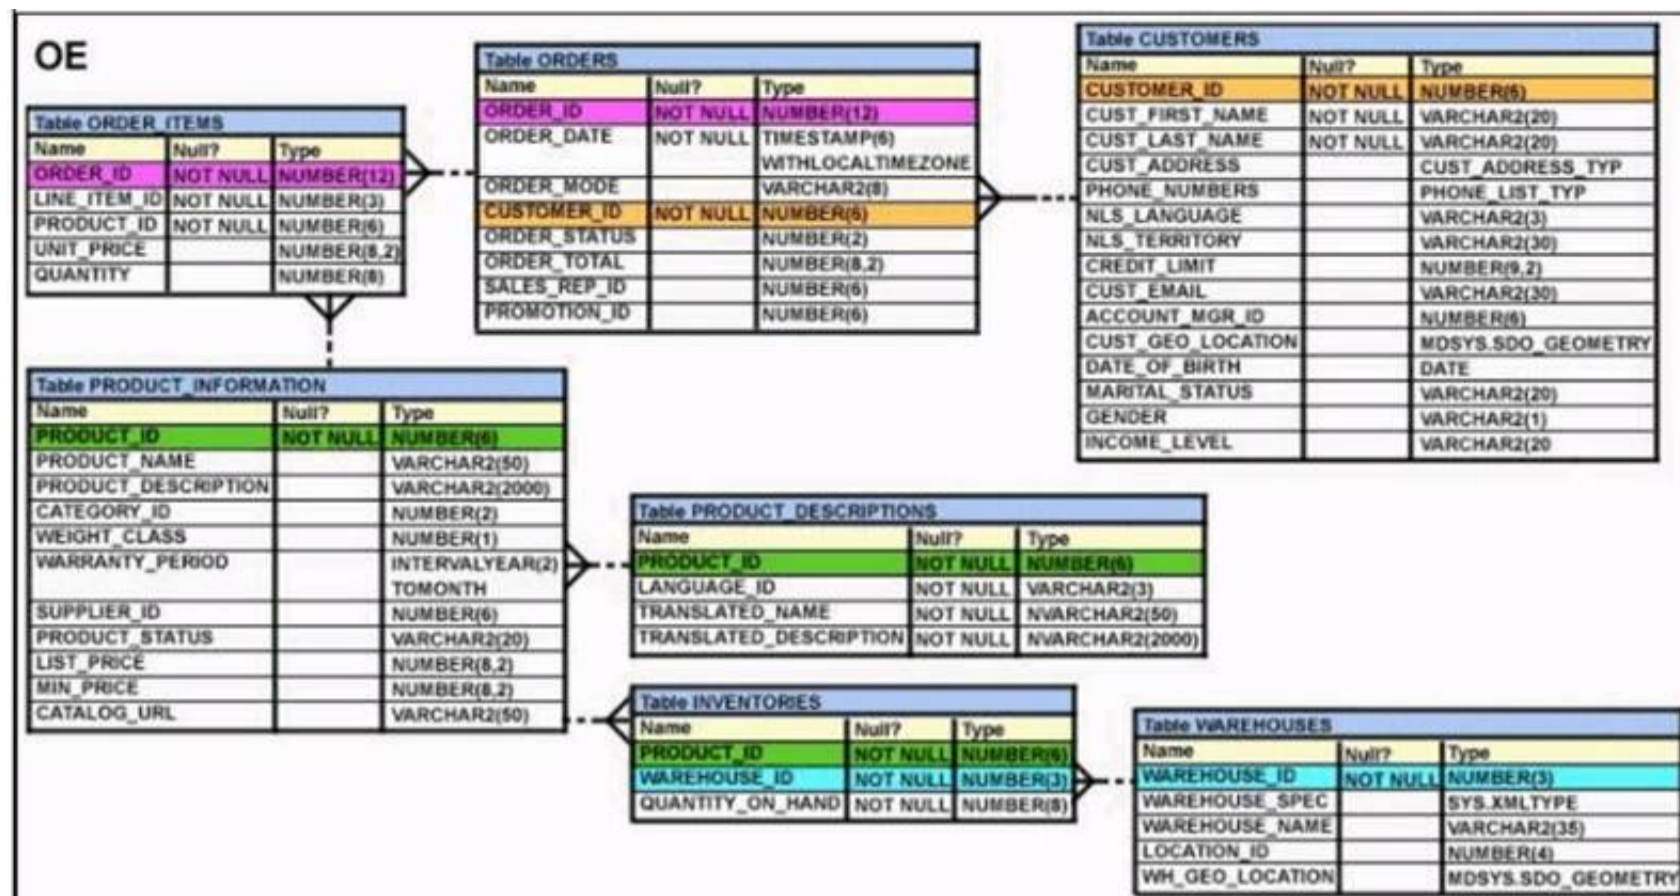 OE
Table ORDER_ITEMS
Name Null? Type
ORDER_ID NOT NULL NUMBER(12)
LINE_ITEM_ID NOT NULL NUMBER(3)
PRODUCT_ID NOT NULL NUMBER(6)
UNIT_PRICE NUMBER(8,2)
QUANTITY NUMBER(8)
Table ORDERS
Name Null? Type
ORDER_ID NOT NULL NUMBER(12)
ORDER_DATE NOT NULL TIMESTAMP(6)
WITHLOCALTIMEZONE
ORDER_MODE VARCHAR2(8)
CUSTOMER_ID NOT NULL NUMBER(6)
ORDER_STATUS NUMBER(2)
ORDER_TOTAL NUMBER(8,2)
SALES_REP_ID NUMBER(6)
PROMOTION_ID NUMBER(6)
Table CUSTOMERS
Name Null? Type
CUSTOMER_ID NOT NULL NUMBER(6)
CUST_FIRST_NAME NOT NULL VARCHAR2(20)
CUST_LAST_NAME NOT NULL VARCHAR2(20)
CUST_ADDRESS CUST_ADDRESS_TYP
PHONE_NUMBERS PHONE_LIST_TYP
NLS_LANGUAGE VARCHAR2(3)
NLS_TERRITORY VARCHAR2(30)
CREDIT_LIMIT NUMBER(9,2)
CUST_EMAIL VARCHAR2(30)
ACCOUNT_MGR_ID NUMBER(6)
CUST_GEO_LOCATION MDSYS.SDO_GEOMETRY
DATE_OF_BIRTH DATE
MARITAL_STATUS VARCHAR2(20)
GENDER VARCHAR2(1)
INCOME_LEVEL VARCHAR2(20
Table PRODUCT_INFORMATION
Name Null? Type
PRODUCT_ID NOT NULL NUMBER(6)
PRODUCT_NAME VARCHAR2(50)
PRODUCT_DESCRIPTION VARCHAR2(2000)
CATEGORY_ID NUMBER(2)
WEIGHT_CLASS NUMBER(1)
WARRANTY_PERIOD INTERVALYEAR(2)
TOMONTH
SUPPLIER_ID NUMBER(6)
PRODUCT_STATUS VARCHAR2(20)
LIST_PRICE NUMBER(8,2)
MIN_PRICE NUMBER(8,2)
CATALOG_URL VARCHAR2(50)
Table PRODUCT_DESCRIPTIONS
Name Null? Type
PRODUCT_ID NOT NULL NUMBER(6)
LANGUAGE_ID NOT NULL VARCHAR2(3)
TRANSLATED_NAME NOT NULL NVARCHAR2(50)
TRANSLATED_DESCRIPTION NOT NULL NVARCHAR2(2000)
Table INVENTORIES
Name Null? Type
PRODUCT_ID NOT NULL NUMBER(6)
WAREHOUSE_ID NOT NULL NUMBER(3)
QUANTITY_ON_HAND NOT NULL NUMBER(8)
Table WAREHOUSES
Name Null? Type
WAREHOUSE_ID NOT NULL NUMBER(3)
WAREHOUSE_SPEC SYS.XMLTYPE
WAREHOUSE_NAME VARCHAR2(35)
LOCATION_ID NUMBER(4)
WH_GEO_LOCATION MDSYS.SDO_GEOMETRY